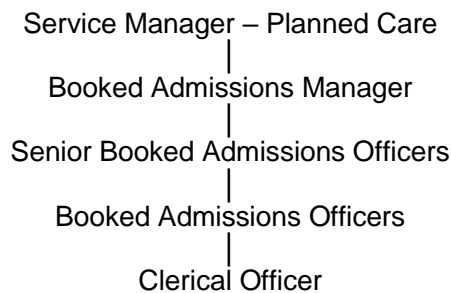 Service Manager – Planned Care
Booked Admissions Manager
Senior Booked Admissions Officers
Booked Admissions Officers
Clerical Officer